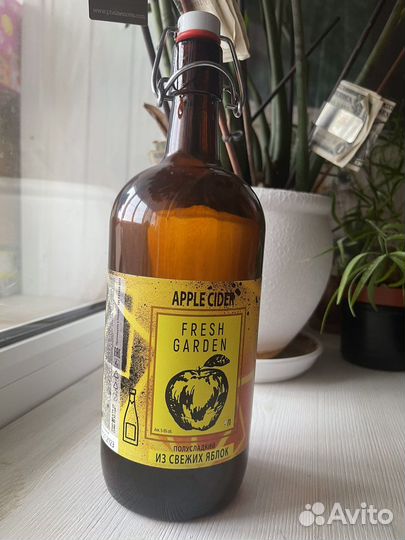 APPLE CIDER
FRESH
GARDEN
ПОЛУСЛАДКИЙ
ИЗ СВЕЖИХ ЯБЛОК
Avito